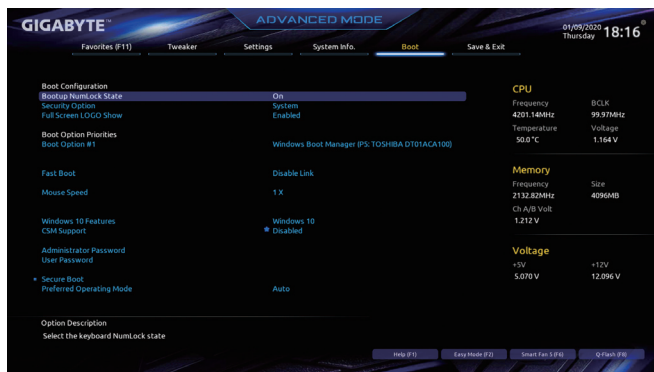 GIGABYTE™
ADVANCED MODE
01/09/2020
Thursday
18:16
Favorites (F11) Tweaker Settings System Info. Boot Save & Exit
Boot Configuration
Bootup NumLock State On
Security Option System
Full Screen LOGO Show Enabled
Boot Option Priorities
Boot Option #1 Windows Boot Manager (P5: TOSHIBA DT01ACA100)
Fast Boot Disable Link
Mouse Speed 1 X
Windows 10 Features Windows 10
CSM Support Disabled
Administrator Password
User Password
Secure Boot
Preferred Operating Mode Auto
Option Description
Select the keyboard NumLock state
CPU
Frequency BCLK
4201.14MHz 99.97MHz
Temperature Voltage
50.0 °C 1.164 V
Memory
Frequency Size
2132.82MHz 4096MB
Ch A/B Volt
1.212 V
Voltage
+5V +12V
5.070 V 12.096 V
Help (F1) Easy Mode (F2) Smart Fan 5 (F6) Q-Flash (F8)